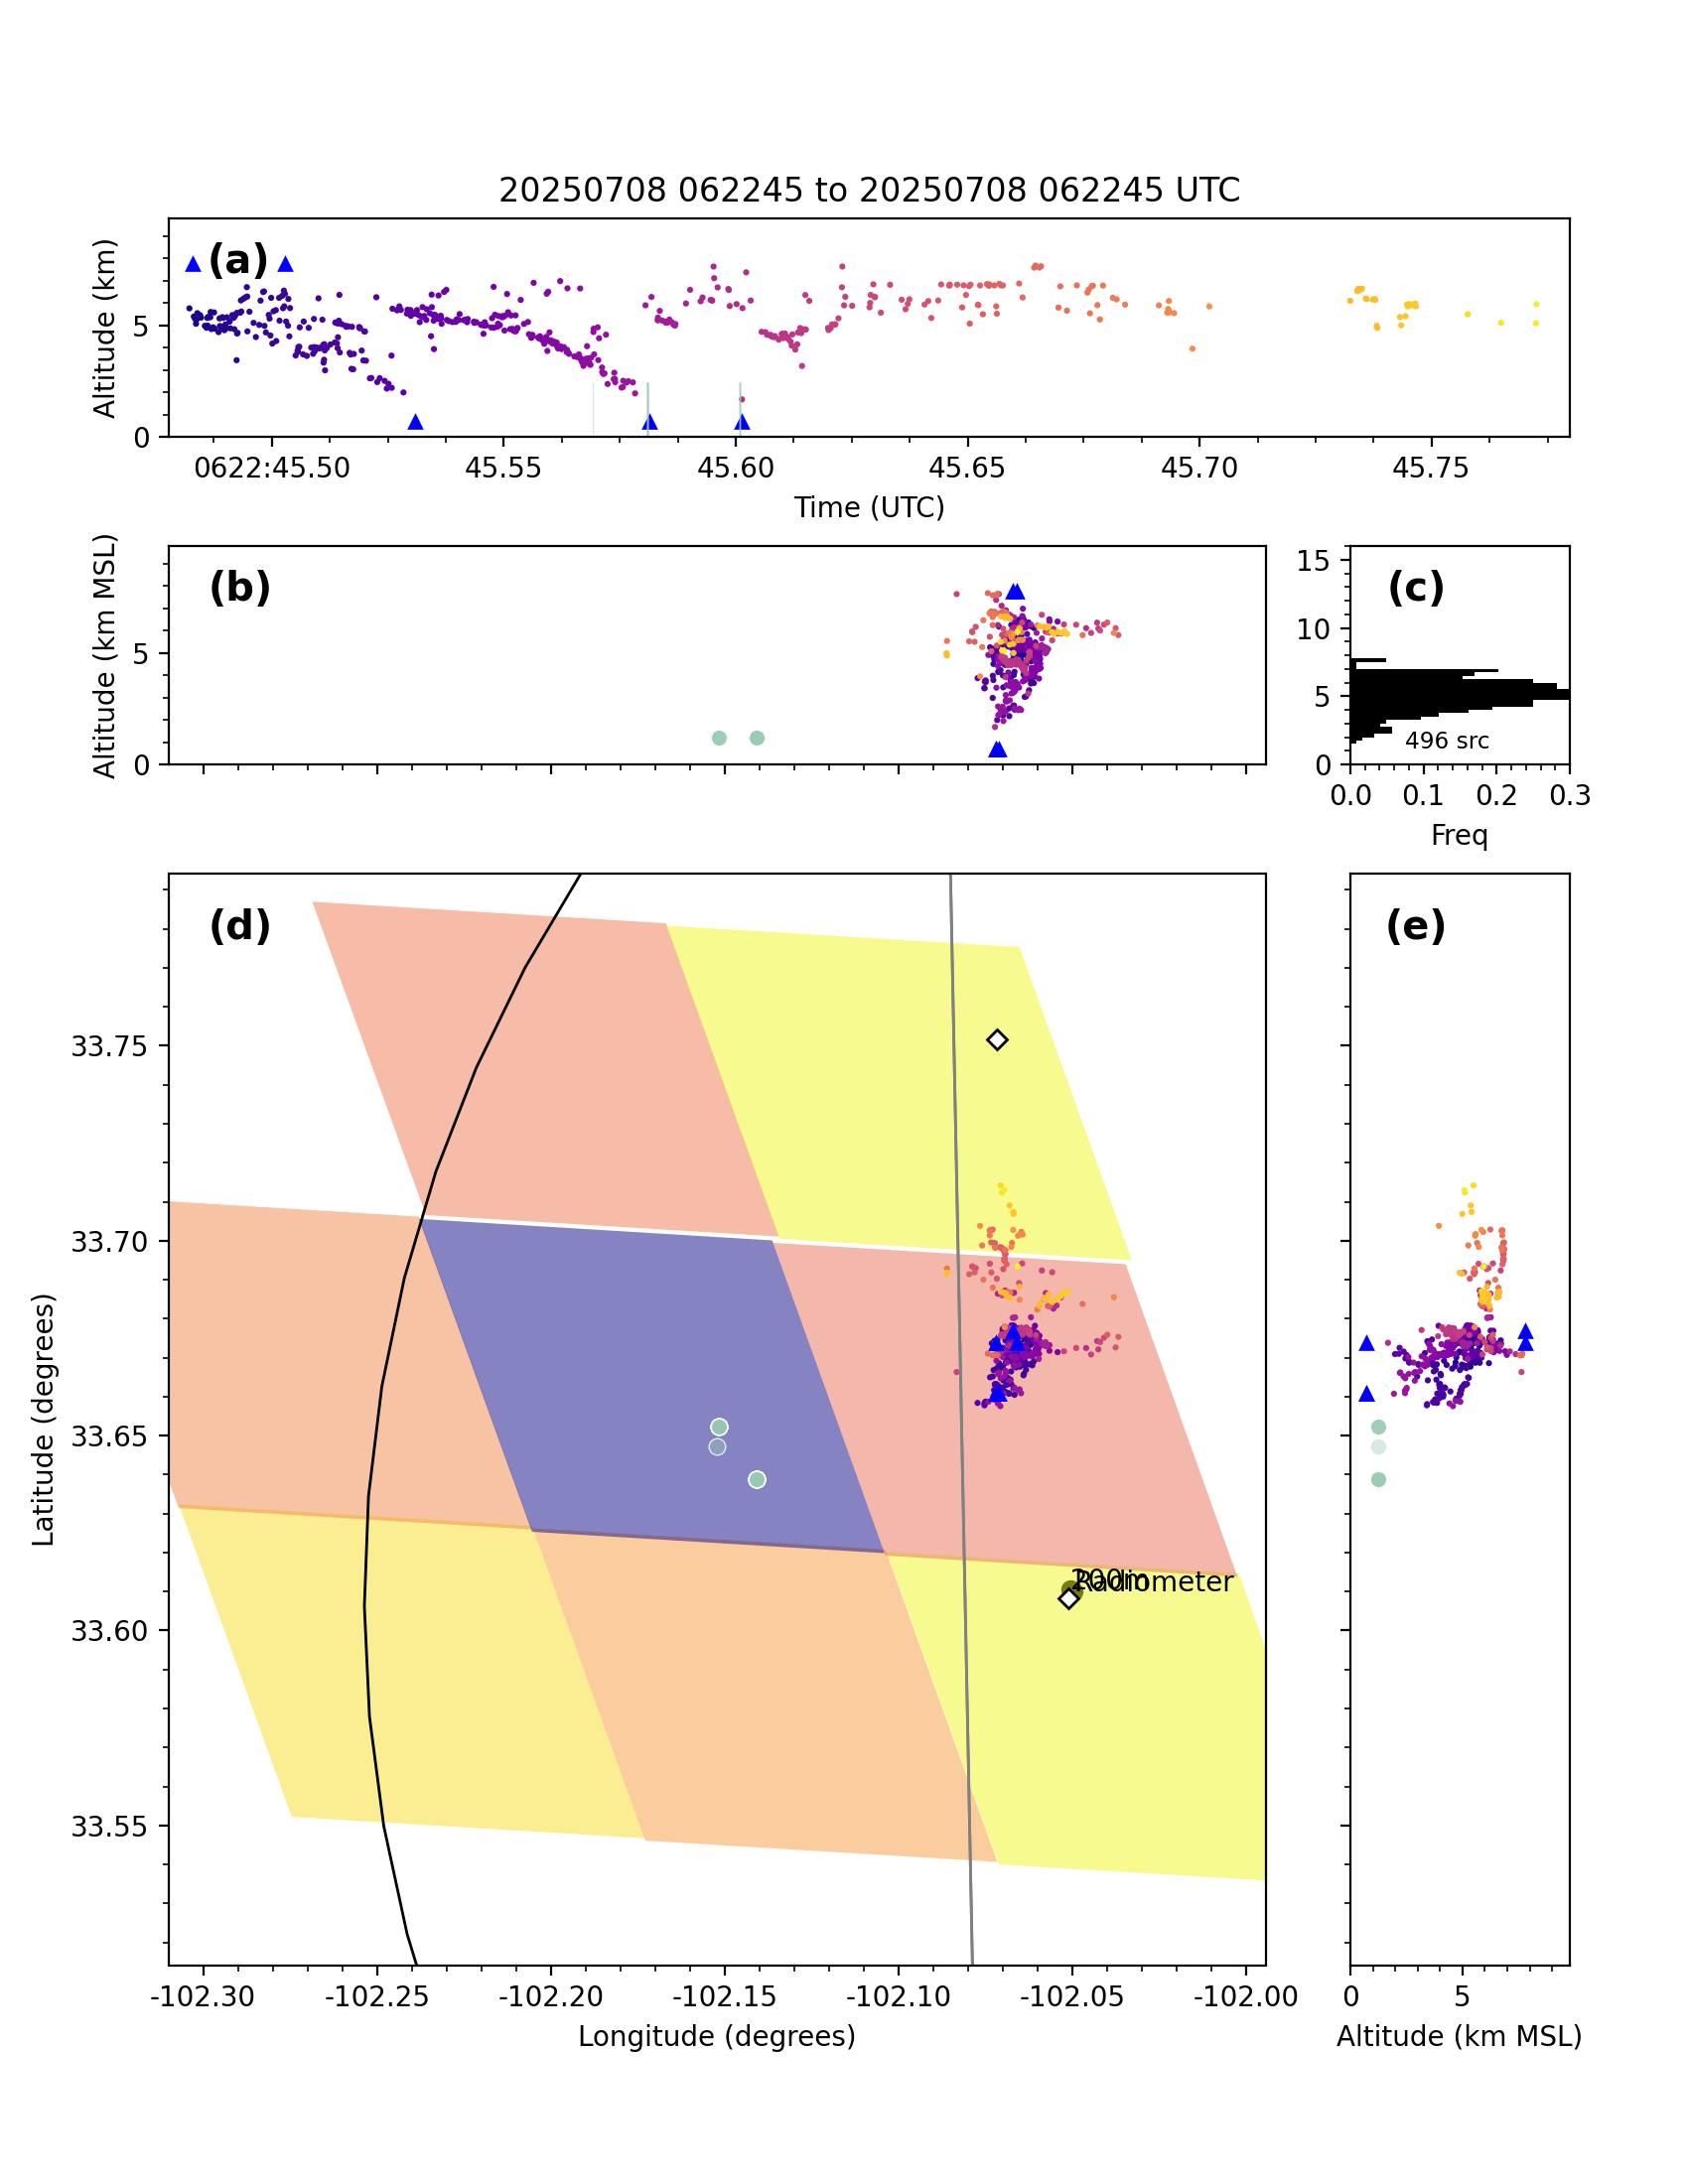 20250708 062245 to 20250708 062245 UTC
(a)
Altitude (km)
5
0
0622:45.50 45.55 45.60 45.65 45.70 45.75
Time (UTC)
(b)
Altitude (km MSL)
5
0
(c)
15
10
5
0
496 src
0.0 0.1 0.2 0.3
Freq
(d)
(e)
Latitude (degrees)
33.75
33.70
33.65
33.60
33.55
200m
Radiometer
-102.30 -102.25 -102.20 -102.15 -102.10 -102.05 -102.00
Longitude (degrees)
0 5
Altitude (km MSL)